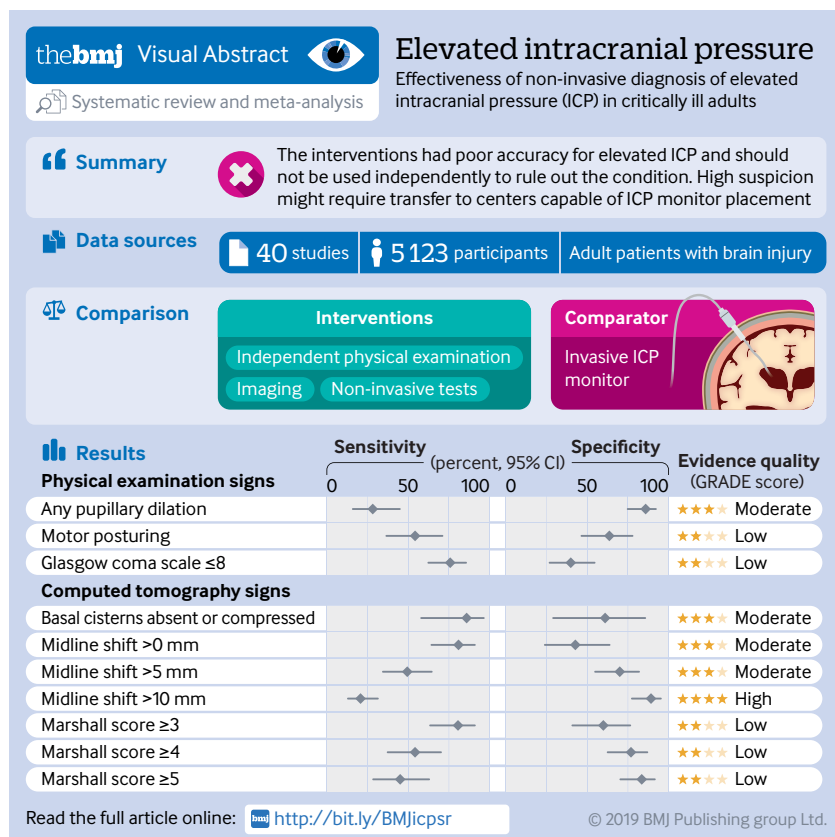 thebmj Visual Abstract
Systematic review and meta-analysis
Elevated intracranial pressure
Effectiveness of non-invasive diagnosis of elevated
intracranial pressure (ICP) in critically ill adults
Summary
The interventions had poor accuracy for elevated ICP and should
not be used independently to rule out the condition. High suspicion
might require transfer to centers capable of ICP monitor placement
Data sources
40 studies
5123 participants
Adult patients with brain injury
Comparison
Interventions
Independent physical examination
Imaging
Non-invasive tests
Comparator
Invasive ICP
monitor
Results
Sensitivity
(percent, 95% CI)
Specificity
Evidence quality
(GRADE score)
Physical examination signs
0 50 100 0 50 100
Any pupillary dilation Moderate
Motor posturing Low
Glasgow coma scale ≤8 Low
Computed tomography signs
Basal cisterns absent or compressed Moderate
Midline shift >0 mm Moderate
Midline shift >5 mm Moderate
Midline shift >10 mm High
Marshall score ≥3 Low
Marshall score ≥4 Low
Marshall score ≥5 Low
Read the full article online: bmj http://bit.ly/BMJicpsr
© 2019 BMJ Publishing group Ltd.